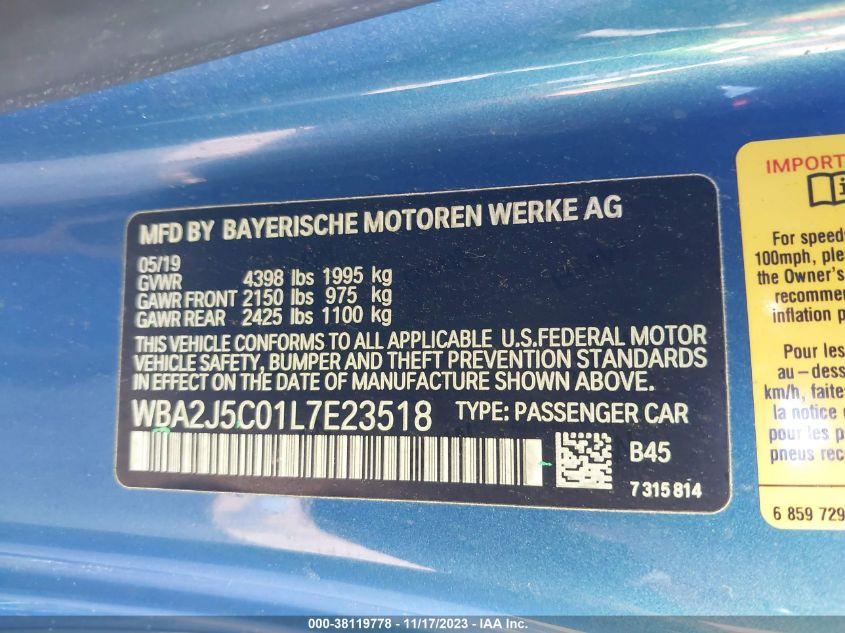 MFD BY BAYERISCHE MOTOREN WERKE AG
05/19
GVWR 4398 lbs 1995 kg
GAWR FRONT 2150 lbs 975 kg
GAWR REAR 2425 lbs 1100 kg
THIS VEHICLE CONFORMS TO ALL APPLICABLE U.S.FEDERAL MOTOR
VEHICLE SAFETY, BUMPER AND THEFT PREVENTION STANDARDS
IN EFFECT ON THE DATE OF MANUFACTURE SHOWN ABOVE.
WBA2J5C01L7E23518 TYPE: PASSENGER CAR
B45
7 315 814
IMPORT
For speeds
100mph, ple
the Owner's
recomme
inflation p
Pour les
au-dess
km/h, faite
la notice
pour les p
pneus reco
6 859 729
000-38119778 - 11/17/2023 - IAA Inc.